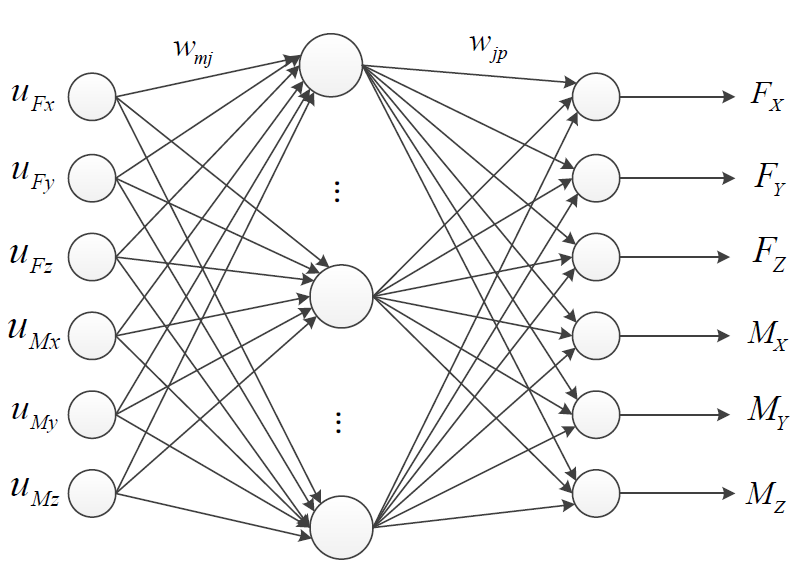 w_mj w_jp
u_Fx F_X
u_Fy F_Y
u_Fz F_Z
u_Mx M_X
u_My M_Y
u_Mz M_Z